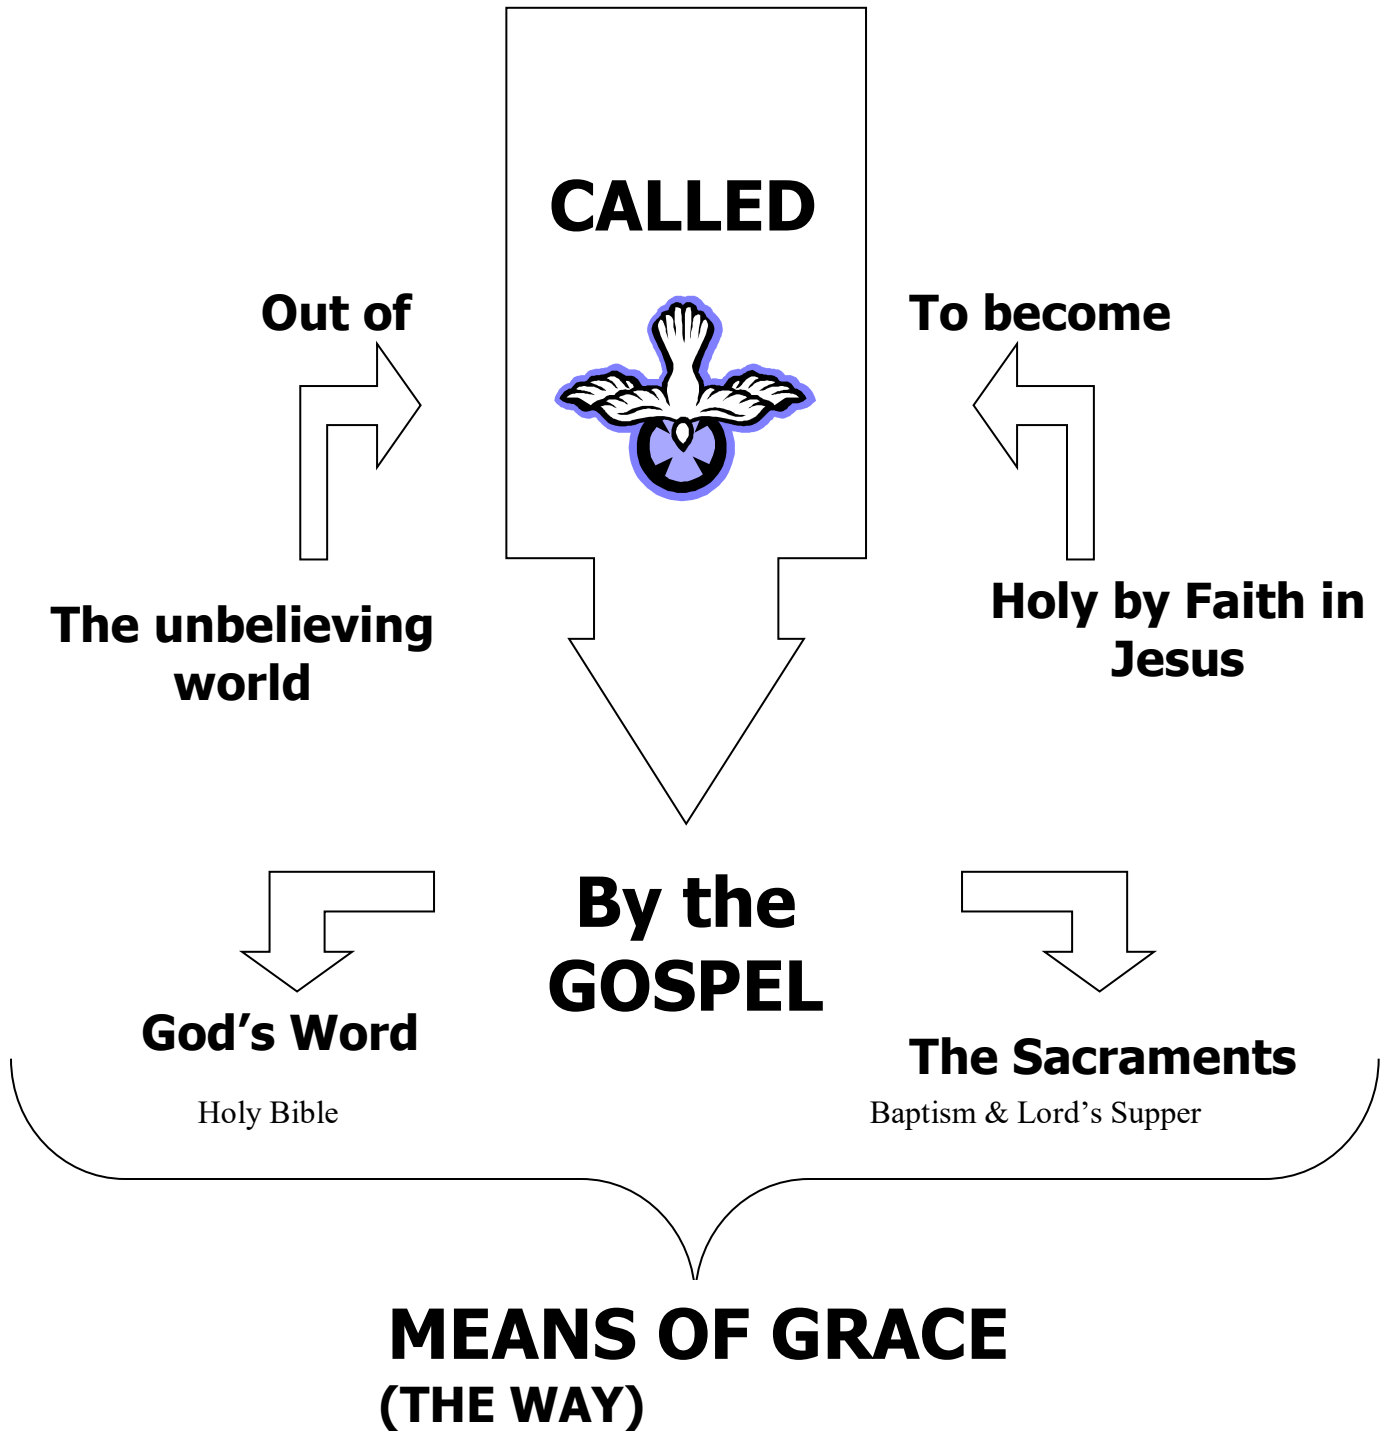 CALLED
Out of
To become
The unbelieving
world
Holy by Faith in
Jesus
By the
GOSPEL
God’s Word
Holy Bible
The Sacraments
Baptism & Lord’s Supper
MEANS OF GRACE
(THE WAY)